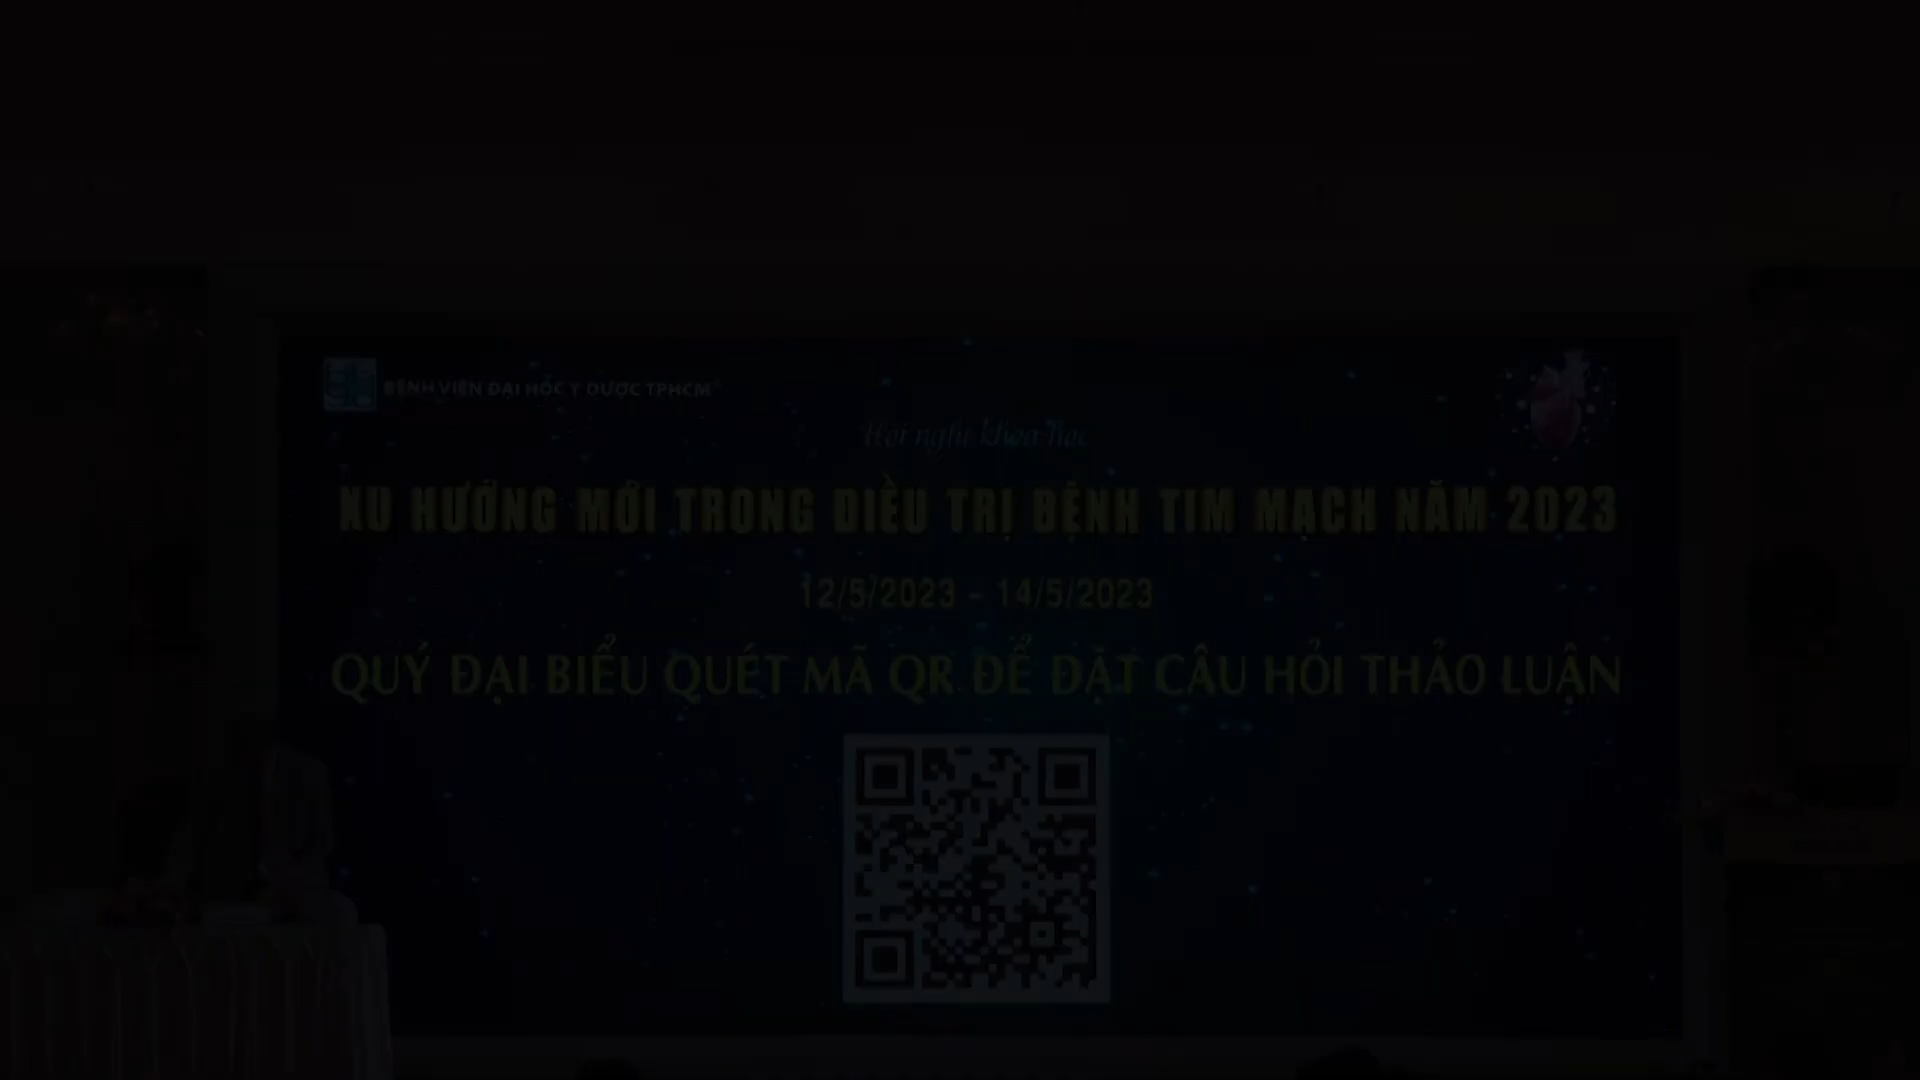 BỆNH VIỆN ĐẠI HỌC Y DƯỢC TPHCM
Hội nghị khoa học
XU HƯỚNG MỚI TRONG ĐIỀU TRỊ BỆNH TIM MẠCH NĂM 2023
12/5/2023 - 14/5/2023
QUÝ ĐẠI BIỂU QUÉT MÃ QR ĐỂ ĐẶT CÂU HỎI THẢO LUẬN